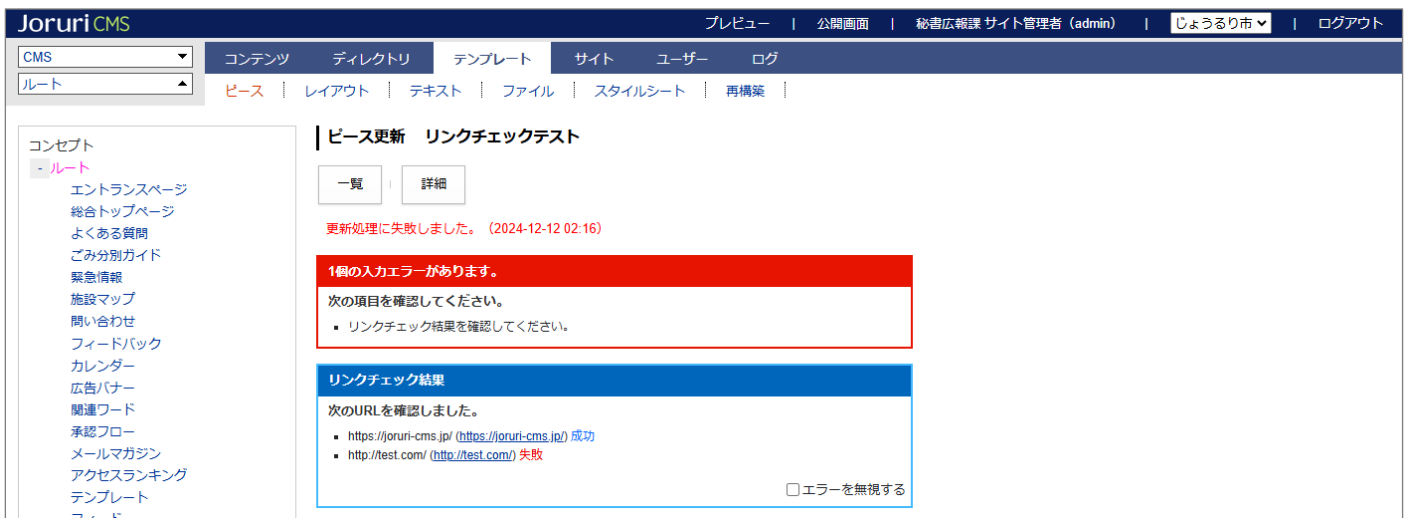 Joruri CMS
プレビュー | 公開画面 | 秘書広報課 サイト管理者（admin） | じょうるり市 | ログアウト
CMS
コンテンツ ディレクトリ テンプレート サイト ユーザー ログ
ルート
ピース レイアウト テキスト ファイル スタイルシート 再構築
コンセプト
- ルート
エントランスページ
総合トップページ
よくある質問
ごみ分別ガイド
緊急情報
施設マップ
問い合わせ
フィードバック
カレンダー
広告バナー
関連ワード
承認フロー
メールマガジン
アクセスランキング
テンプレート
ピース更新 リンクチェックテスト
一覧 詳細
更新処理に失敗しました。（2024-12-12 02:16）
1個の入力エラーがあります。
次の項目を確認してください。
リンクチェック結果を確認してください。
リンクチェック結果
次のURLを確認しました。
https://joruri-cms.jp/ (https://joruri-cms.jp/) 成功
http://test.com/ (http://test.com/) 失敗
エラーを無視する